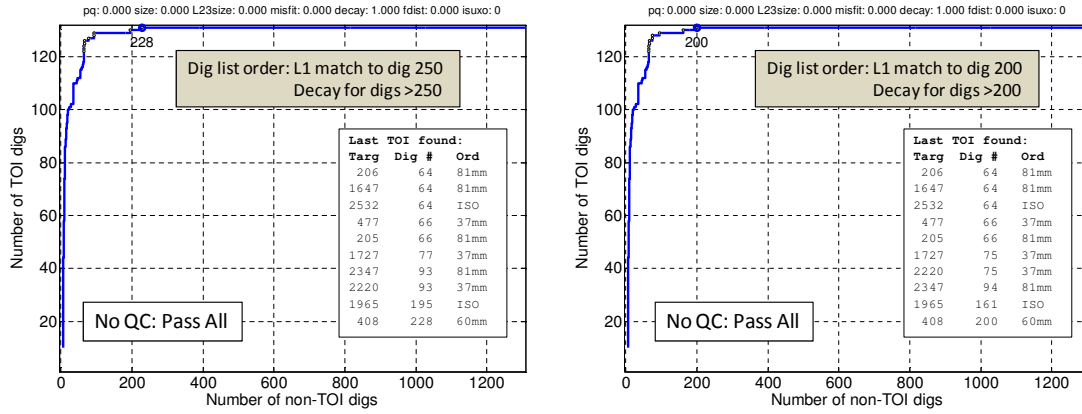 pq: 0.000 size: 0.000 L23size: 0.000 misfit: 0.000 decay: 1.000 fdist: 0.000 isuxo: 0
120
100
80
60
40
20
0
200
400
600
800
1000
1200
Number of TOI digs
Number of non-TOI digs
228
Dig list order: L1 match to dig 250
Decay for digs >250
Last TOI found:
Targ Dig # Ord
206 64 81mm
1647 64 81mm
2532 64 ISO
477 66 37mm
205 66 81mm
1727 77 37mm
2347 93 81mm
2220 93 37mm
1965 195 ISO
408 228 60mm
No QC: Pass All
pq: 0.000 size: 0.000 L23size: 0.000 misfit: 0.000 decay: 1.000 fdist: 0.000 isuxo: 0
120
100
80
60
40
20
0
200
400
600
800
1000
1200
Number of TOI digs
Number of non-TOI digs
200
Dig list order: L1 match to dig 200
Decay for digs >200
Last TOI found:
Targ Dig # Ord
206 64 81mm
1647 64 81mm
2532 64 ISO
477 66 37mm
205 66 81mm
1727 75 37mm
2220 75 37mm
2347 94 81mm
1965 161 ISO
408 200 60mm
No QC: Pass All